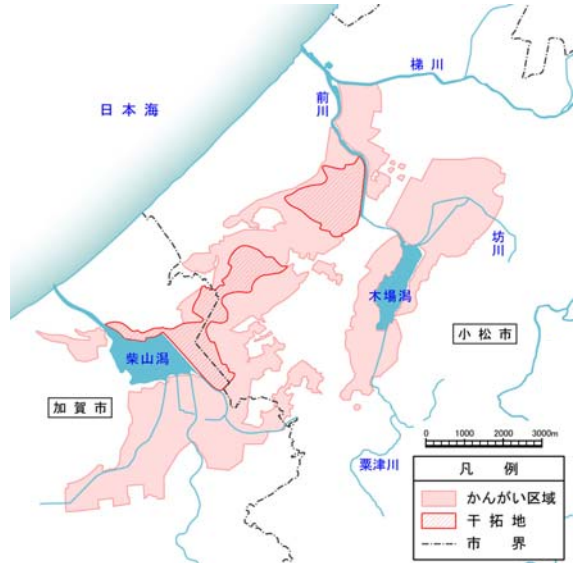 梯川
前川
日本海
坊川
木場潟
小松市
柴山潟
加賀市
粟津川
0 1000 2000 3000m
凡 例
かんがい区域
干拓地
市界